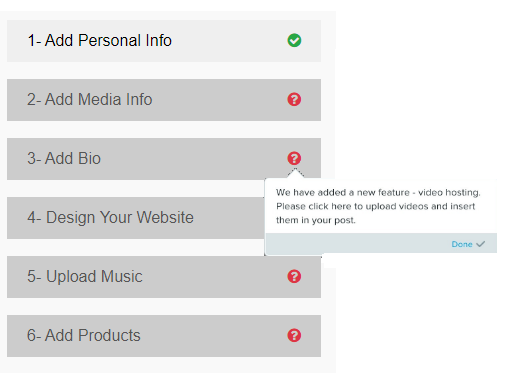 1- Add Personal Info
2- Add Media Info
3- Add Bio
We have added a new feature - video hosting.
Please click here to upload videos and insert
them in your post.
Done
4- Design Your Website
5- Upload Music
6- Add Products